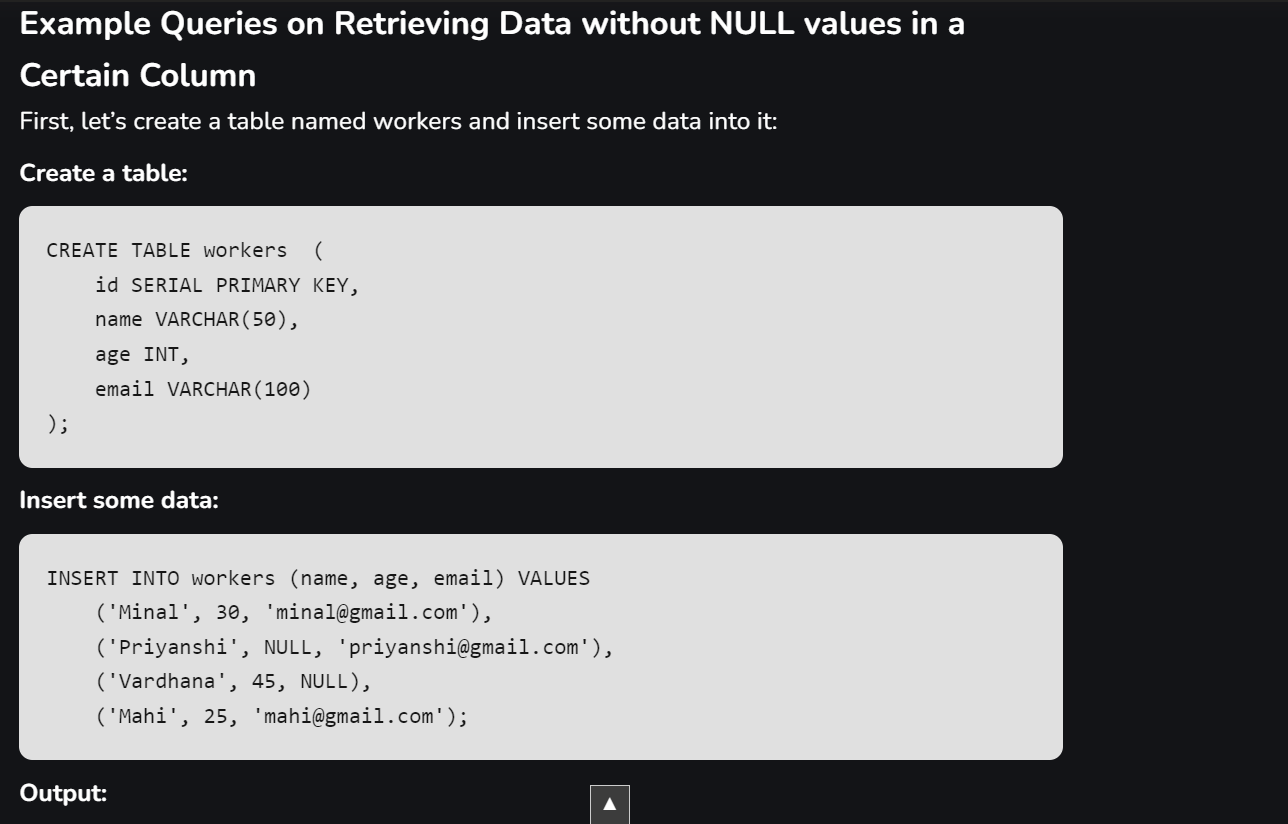 Example Queries on Retrieving Data without NULL values in a
Certain Column
First, let’s create a table named workers and insert some data into it:
Create a table:
CREATE TABLE workers  (
    id SERIAL PRIMARY KEY,
    name VARCHAR(50),
    age INT,
    email VARCHAR(100)
);
Insert some data:
INSERT INTO workers (name, age, email) VALUES
    ('Minal', 30, 'minal@gmail.com'),
    ('Priyanshi', NULL, 'priyanshi@gmail.com'),
    ('Vardhana', 45, NULL),
    ('Mahi', 25, 'mahi@gmail.com');
Output: